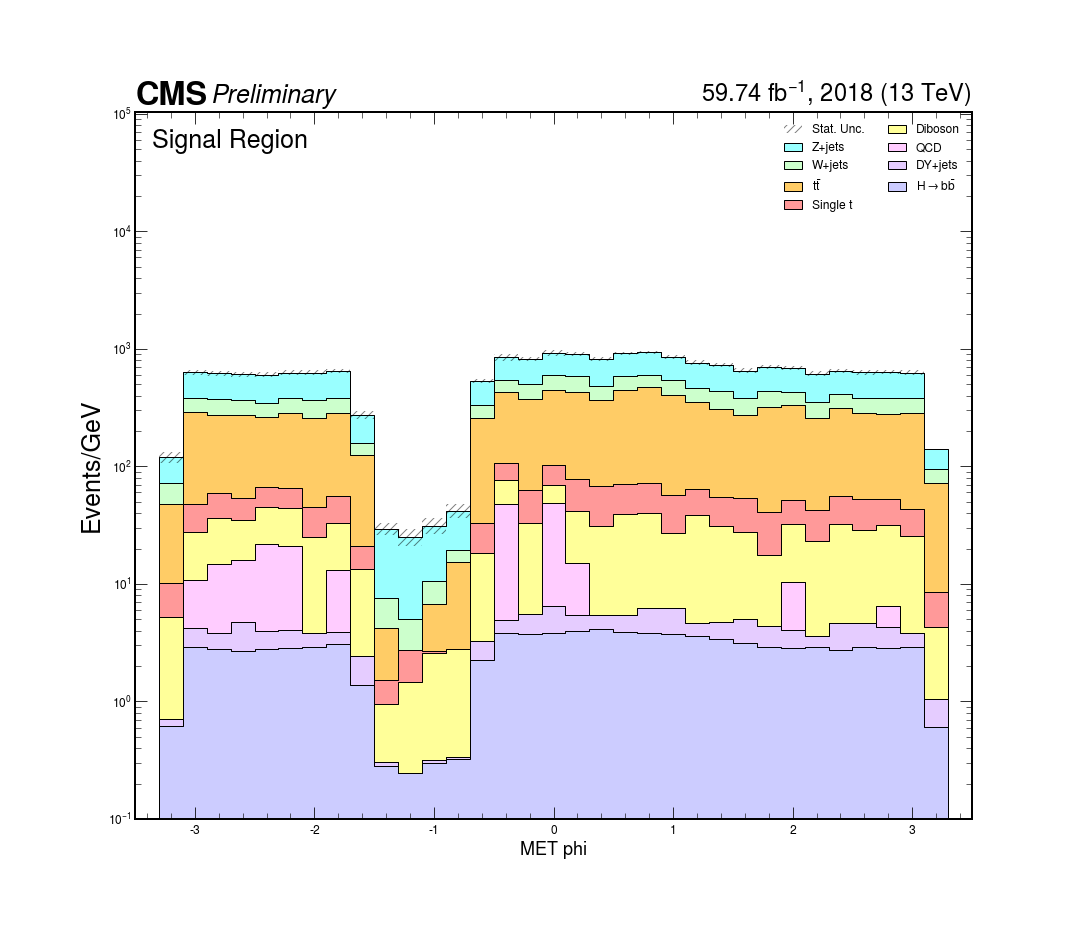 CMS Preliminary
59.74 fb⁻¹, 2018 (13 TeV)
Signal Region
Stat. Unc.
Z+jets
W+jets
tt̄
Single t
Diboson
QCD
DY+jets
H→bb̄
Events/GeV
10⁵
10⁴
10³
10²
10¹
10⁰
10⁻¹
-3 -2 -1 0 1 2 3
MET phi